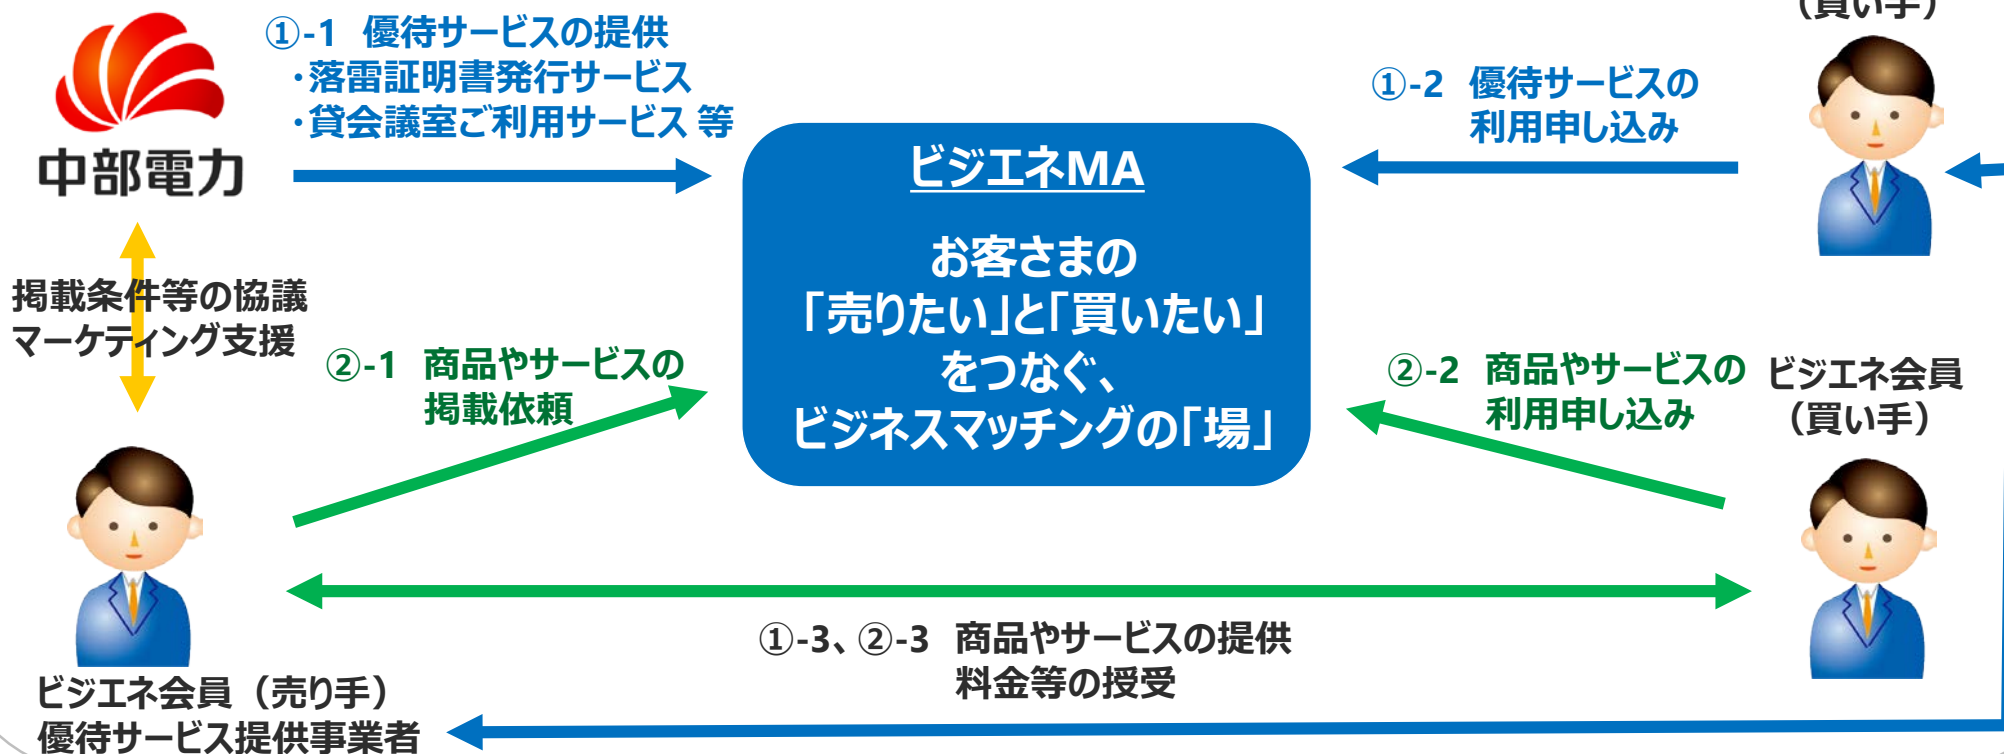 ①-1 優待サービスの提供
・落雷証明書発行サービス
・貸会議室ご利用サービス 等
中部電力
掲載条件等の協議
マーケティング支援
②-1 商品やサービスの
掲載依頼
ビジエネMA
お客さまの
「売りたい」と「買いたい」
をつなぐ、
ビジネスマッチングの「場」
(買い手)
①-2 優待サービスの
利用申し込み
②-2 商品やサービスの
利用申し込み
ビジエネ会員
(買い手)
①-3、②-3 商品やサービスの提供
料金等の授受
ビジエネ会員(売り手)
優待サービス提供事業者